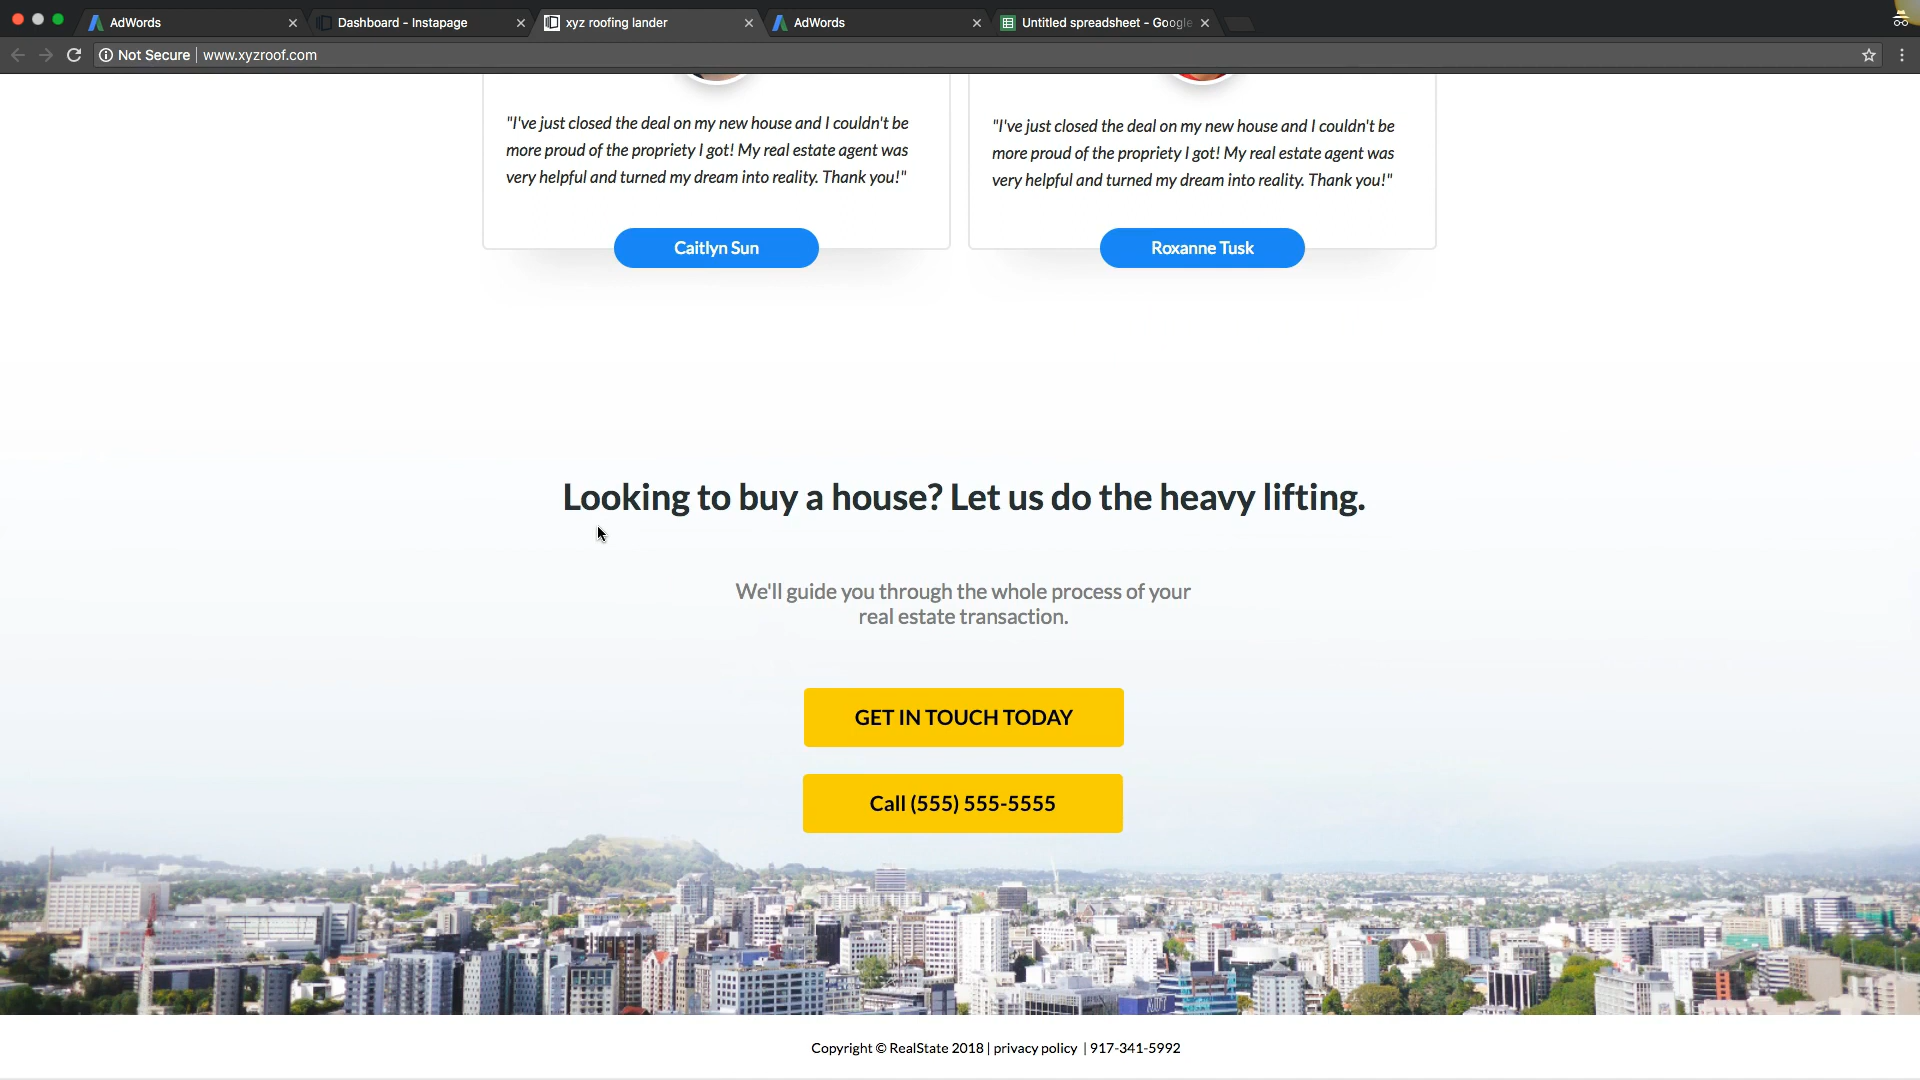 AdWords
Dashboard - Instapage
xyz roofing lander
AdWords
Untitled spreadsheet - Google
Not Secure
www.xyzroof.com
"I've just closed the deal on my new house and I couldn't be
more proud of the propriety I got! My real estate agent was
very helpful and turned my dream into reality. Thank you!"
Caitlyn Sun
"I've just closed the deal on my new house and I couldn't be
more proud of the propriety I got! My real estate agent was
very helpful and turned my dream into reality. Thank you!"
Roxanne Tusk
Looking to buy a house? Let us do the heavy lifting.
We'll guide you through the whole process of your
real estate transaction.
GET IN TOUCH TODAY
Call (555) 555-5555
Copyright © RealState 2018 | privacy policy | 917-341-5992